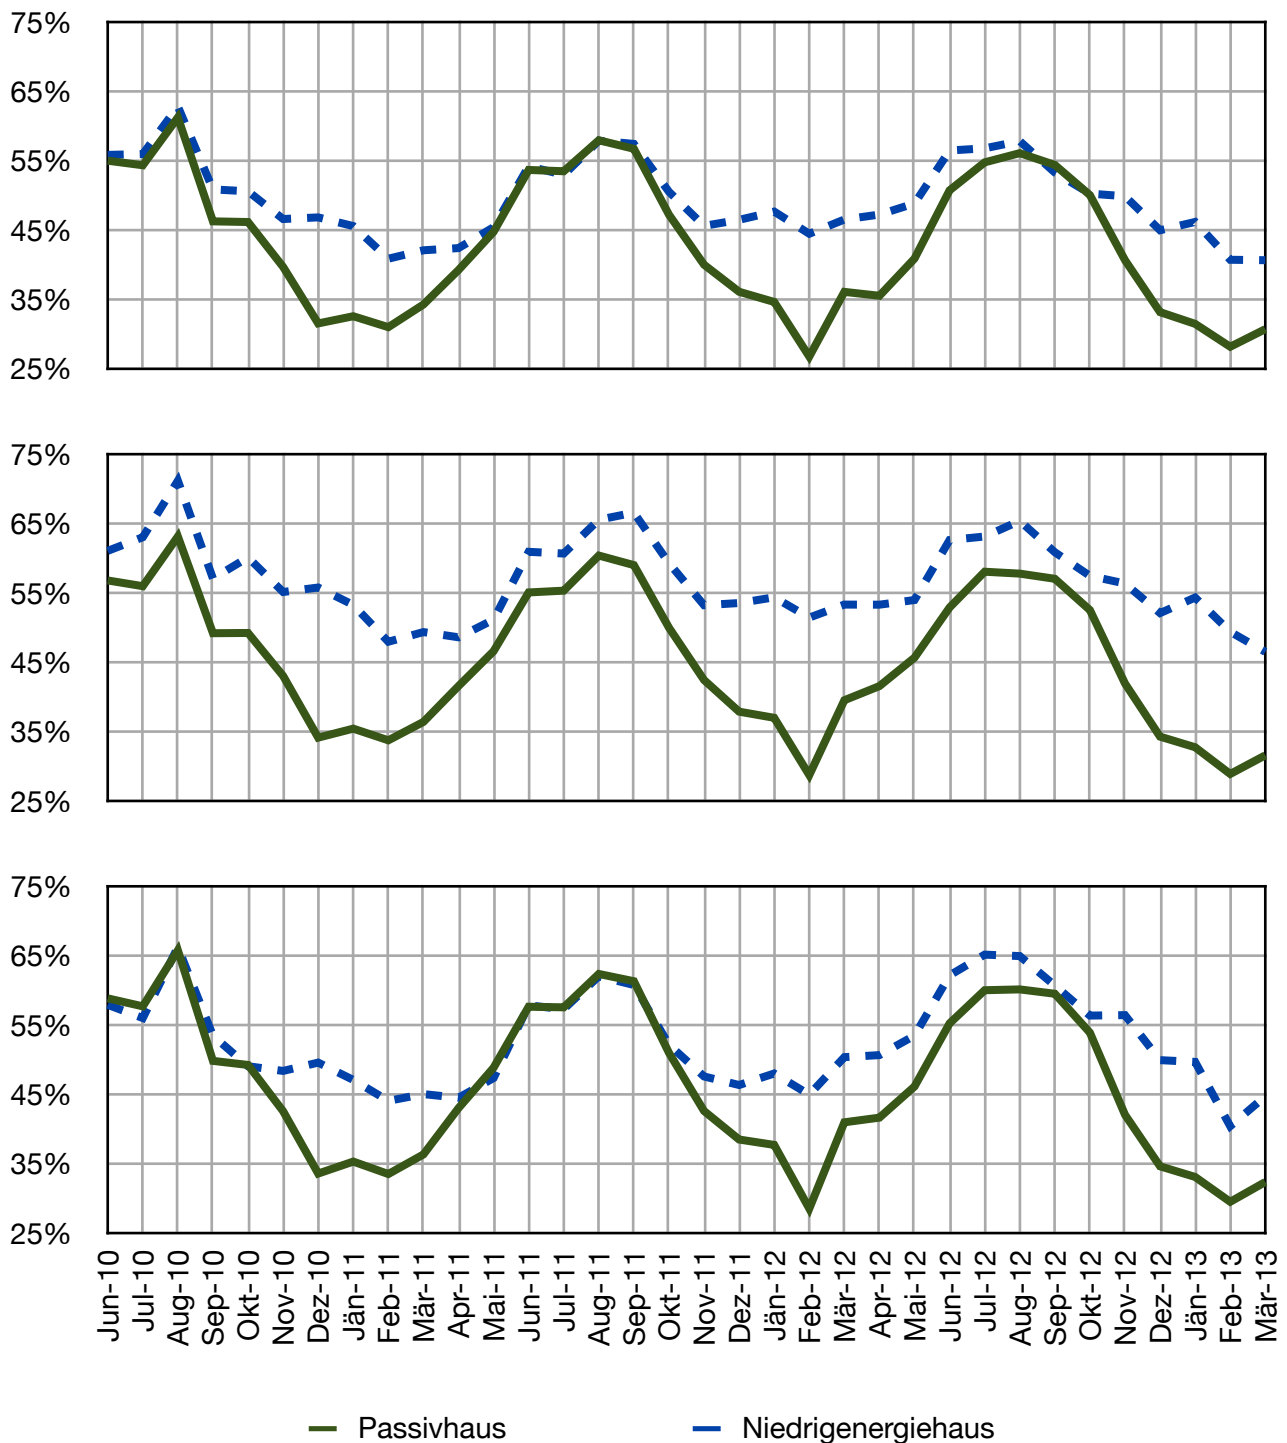 75%
65%
55%
45%
35%
25%
75%
65%
55%
45%
35%
25%
75%
65%
55%
45%
35%
25%
Jun-10
Jul-10
Aug-10
Sep-10
Okt-10
Nov-10
Dez-10
Jän-11
Feb-11
Mär-11
Apr-11
Mai-11
Jun-11
Jul-11
Aug-11
Sep-11
Okt-11
Nov-11
Dez-11
Jän-12
Feb-12
Mär-12
Apr-12
Mai-12
Jun-12
Jul-12
Aug-12
Sep-12
Okt-12
Nov-12
Dez-12
Jän-13
Feb-13
Mär-13
Passivhaus
Niedrigenergiehaus